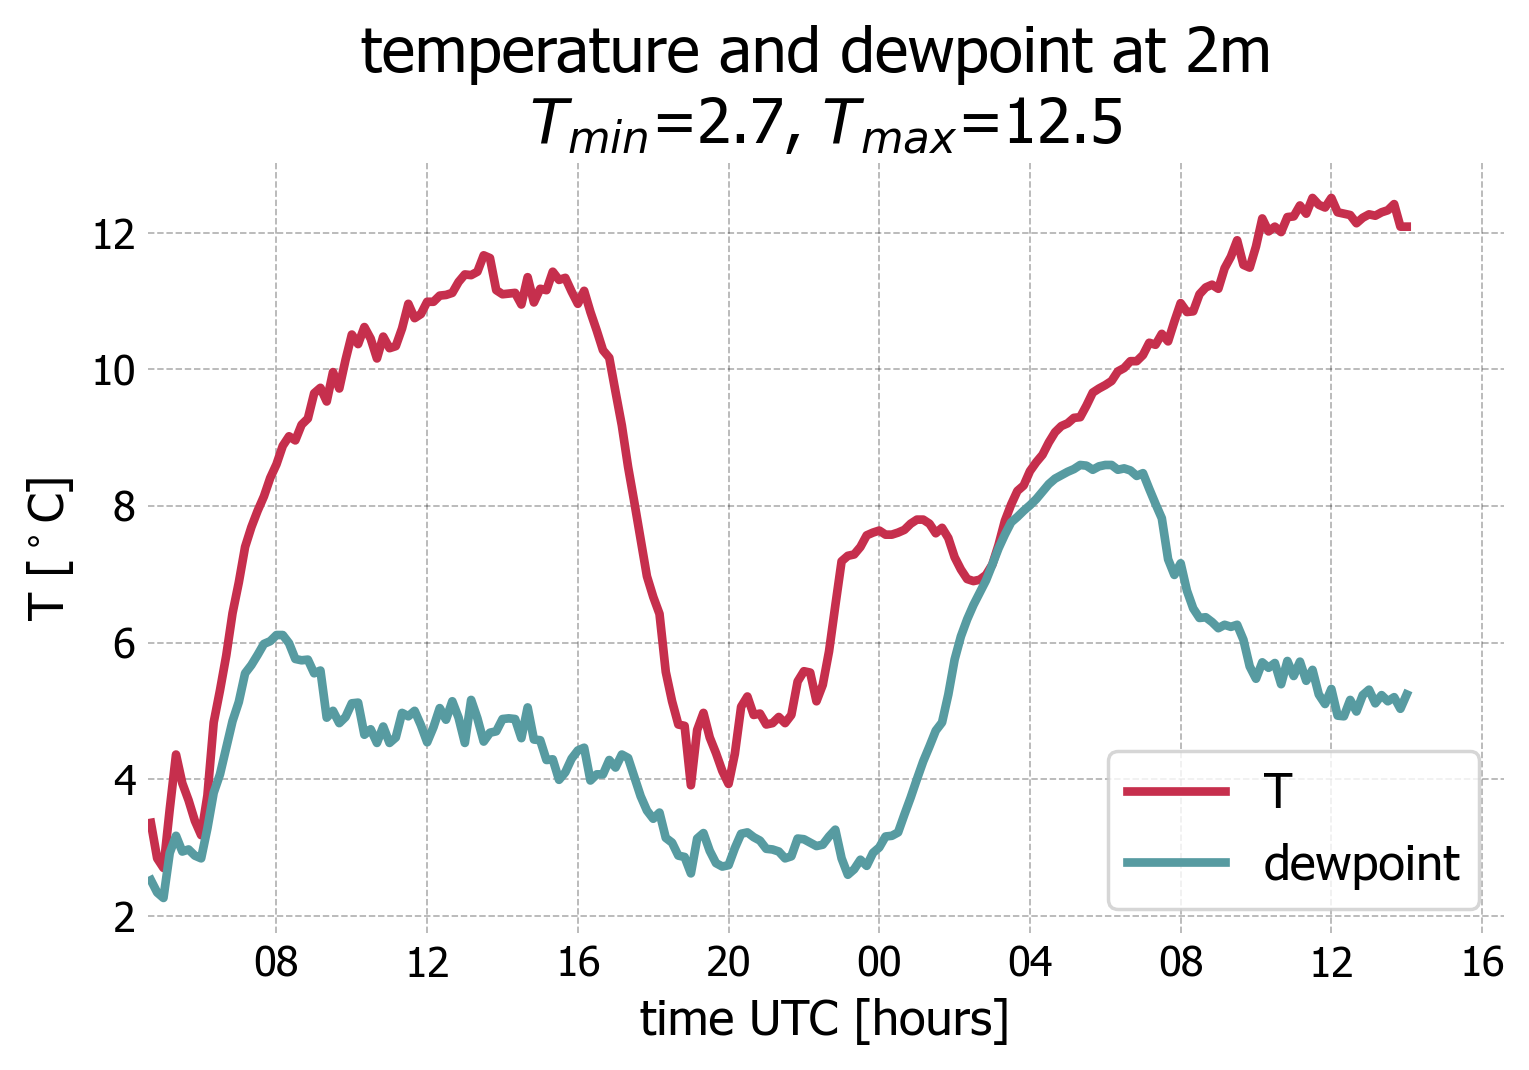 temperature and dewpoint at 2m
T_min=2.7, T_max=12.5
12
10
8
6
4
2
T [°C]
T
dewpoint
08 12 16 20 00 04 08 12 16
time UTC [hours]